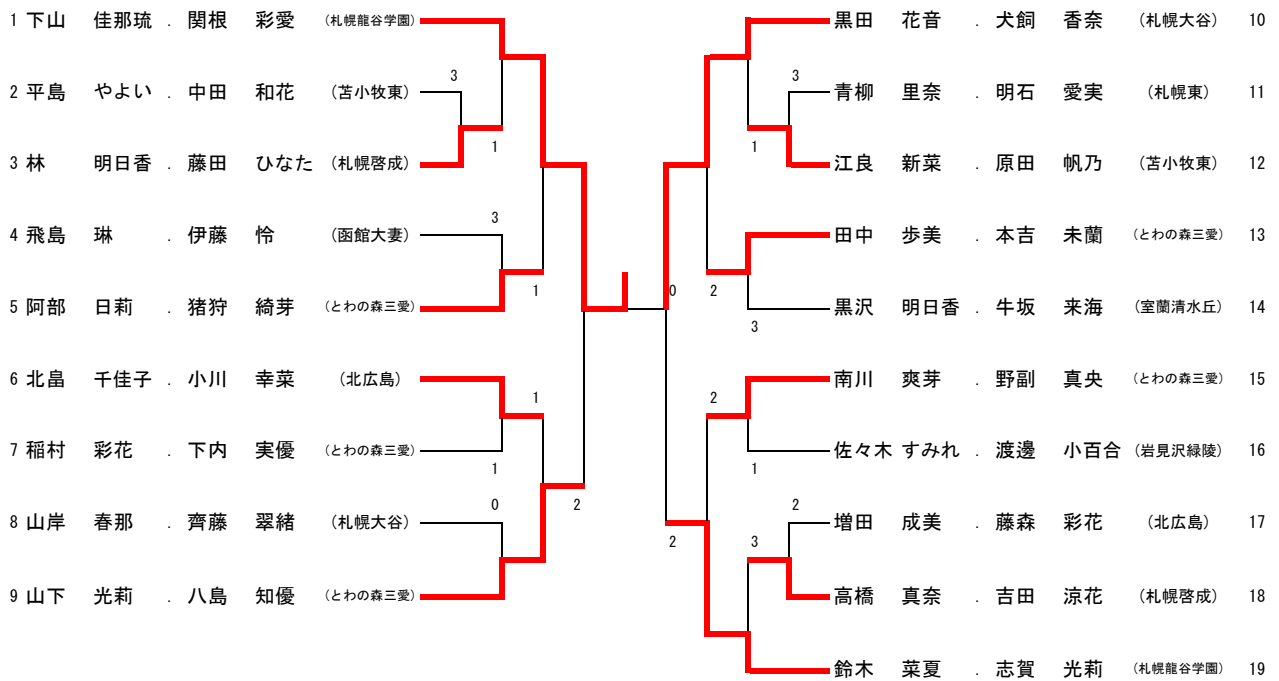 1 下山 佳那琉 . 関根 彩愛 (札幌龍谷学園)
2 平島 やよい . 中田 和花 (苫小牧東)
3 林 明日香 . 藤田 ひなた (札幌啓成)
4 飛島 琳 . 伊藤 怜 (函館大妻)
5 阿部 日莉 . 猪狩 綺芽 (とわの森三愛)
6 北畠 千佳子 . 小川 幸菜 (北広島)
7 稲村 彩花 . 下内 実優 (とわの森三愛)
8 山岸 春那 . 齊藤 翠緒 (札幌大谷)
9 山下 光莉 . 八島 知優 (とわの森三愛)
3
1
3
1
1
1
0
2
0
黒田 花音 . 犬飼 香奈 (札幌大谷) 10
青柳 里奈 . 明石 愛実 (札幌東) 11
江良 新菜 . 原田 帆乃 (苫小牧東) 12
田中 歩美 . 本吉 未蘭 (とわの森三愛) 13
黒沢 明日香 . 牛坂 来海 (室蘭清水丘) 14
南川 爽芽 . 野副 真央 (とわの森三愛) 15
佐々木 すみれ . 渡邊 小百合 (岩見沢緑陵) 16
増田 成美 . 藤森 彩花 (北広島) 17
高橋 真奈 . 吉田 涼花 (札幌啓成) 18
鈴木 菜夏 . 志賀 光莉 (札幌龍谷学園) 19
3
1
2
3
2
1
2
2
3